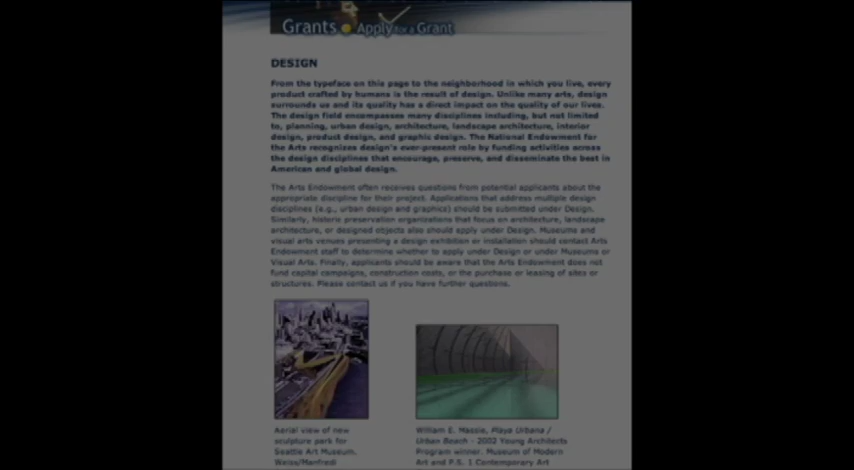 Grants Apply for a Grant
DESIGN
From the typeface on this page to the neighborhood in which you live, every
product crafted by humans is the result of design. Unlike many arts, design
surrounds us and its quality has a direct impact on the quality of our lives.
The design field encompasses many disciplines including, but not limited
to, planning, urban design, architecture, landscape architecture, interior
design, product design, and graphic design. The National Endowment for
the Arts recognizes design's ever-present role by funding activities across
the design disciplines that encourage, preserve, and disseminate the best in
American and global design.
The Arts Endowment often receives questions from potential applicants about the
appropriate discipline for their project. Applications that address multiple design
disciplines (e.g., urban design and graphics) should be submitted under Design.
Similarly, historic preservation organizations that focus on architecture, landscape
architecture, or designed objects also should apply under Design. Museums and
visual arts venues presenting a design exhibition or installation should contact Arts
Endowment staff to determine whether to apply under Design or under Museums or
Visual Arts. Finally, applicants should be aware that the Arts Endowment does not
fund capital campaigns, construction costs, or the purchase or leasing of sites or
structures. Please contact us if you have further questions.
Aerial view of new
sculpture park for
Seattle Art Museum.
Weiss/Manfredi
William E. Massie, Playa Urbana /
Urban Beach - 2002 Young Architects
Program winner. Museum of Modern
Art and P.S. 1 Contemporary Art